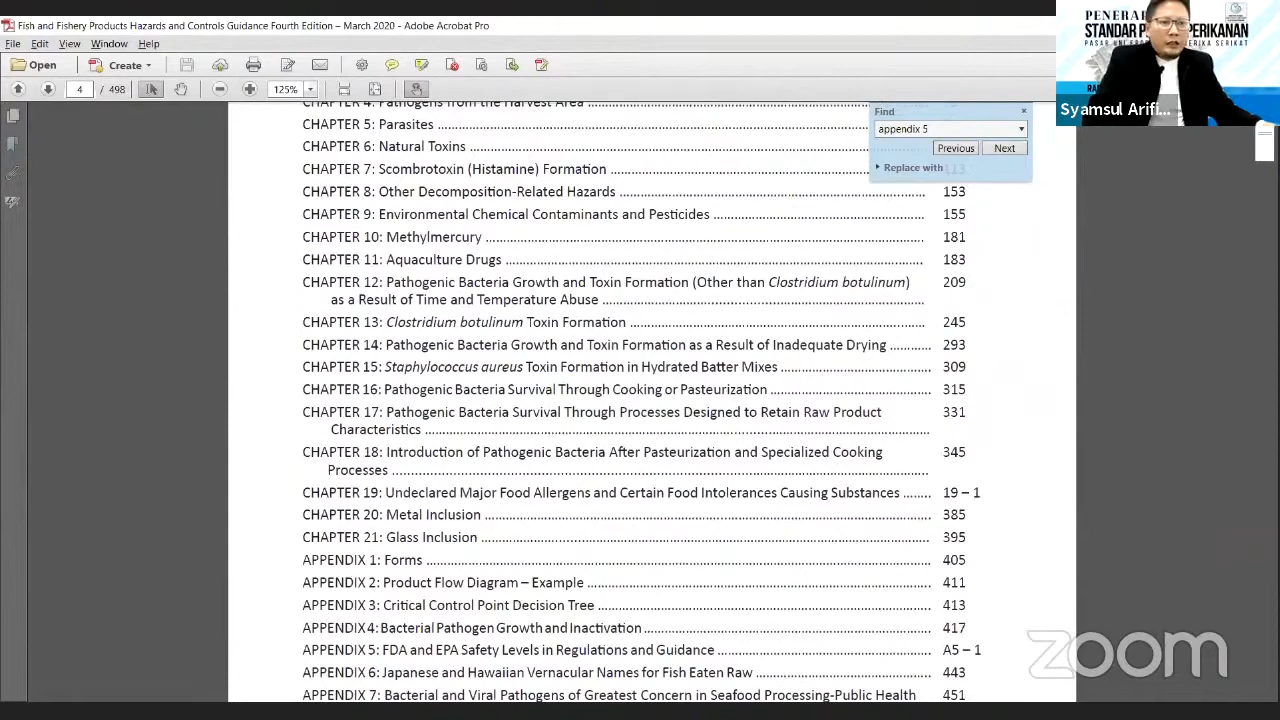 Fish and Fishery Products Hazards and Controls Guidance Fourth Edition – March 2020 - Adobe Acrobat Pro
File Edit View Window Help
Open Create
4 / 498 125%
CHAPTER 4: Pathogens from the Harvest Area
CHAPTER 5: Parasites
CHAPTER 6: Natural Toxins
CHAPTER 7: Scombrotoxin (Histamine) Formation 113
CHAPTER 8: Other Decomposition-Related Hazards 153
CHAPTER 9: Environmental Chemical Contaminants and Pesticides 155
CHAPTER 10: Methylmercury 181
CHAPTER 11: Aquaculture Drugs 183
CHAPTER 12: Pathogenic Bacteria Growth and Toxin Formation (Other than Clostridium botulinum) 209
as a Result of Time and Temperature Abuse
CHAPTER 13: Clostridium botulinum Toxin Formation 245
CHAPTER 14: Pathogenic Bacteria Growth and Toxin Formation as a Result of Inadequate Drying 293
CHAPTER 15: Staphylococcus aureus Toxin Formation in Hydrated Batter Mixes 309
CHAPTER 16: Pathogenic Bacteria Survival Through Cooking or Pasteurization 315
CHAPTER 17: Pathogenic Bacteria Survival Through Processes Designed to Retain Raw Product 331
Characteristics
CHAPTER 18: Introduction of Pathogenic Bacteria After Pasteurization and Specialized Cooking 345
Processes
CHAPTER 19: Undeclared Major Food Allergens and Certain Food Intolerances Causing Substances 19 – 1
CHAPTER 20: Metal Inclusion 385
CHAPTER 21: Glass Inclusion 395
APPENDIX 1: Forms 405
APPENDIX 2: Product Flow Diagram – Example 411
APPENDIX 3: Critical Control Point Decision Tree 413
APPENDIX 4: Bacterial Pathogen Growth and Inactivation 417
APPENDIX 5: FDA and EPA Safety Levels in Regulations and Guidance A5 – 1
APPENDIX 6: Japanese and Hawaiian Vernacular Names for Fish Eaten Raw 443
APPENDIX 7: Bacterial and Viral Pathogens of Greatest Concern in Seafood Processing-Public Health 451
Find
appendix 5
Previous Next
Replace with
STANDAR
Syamsul Arifi...
zoom